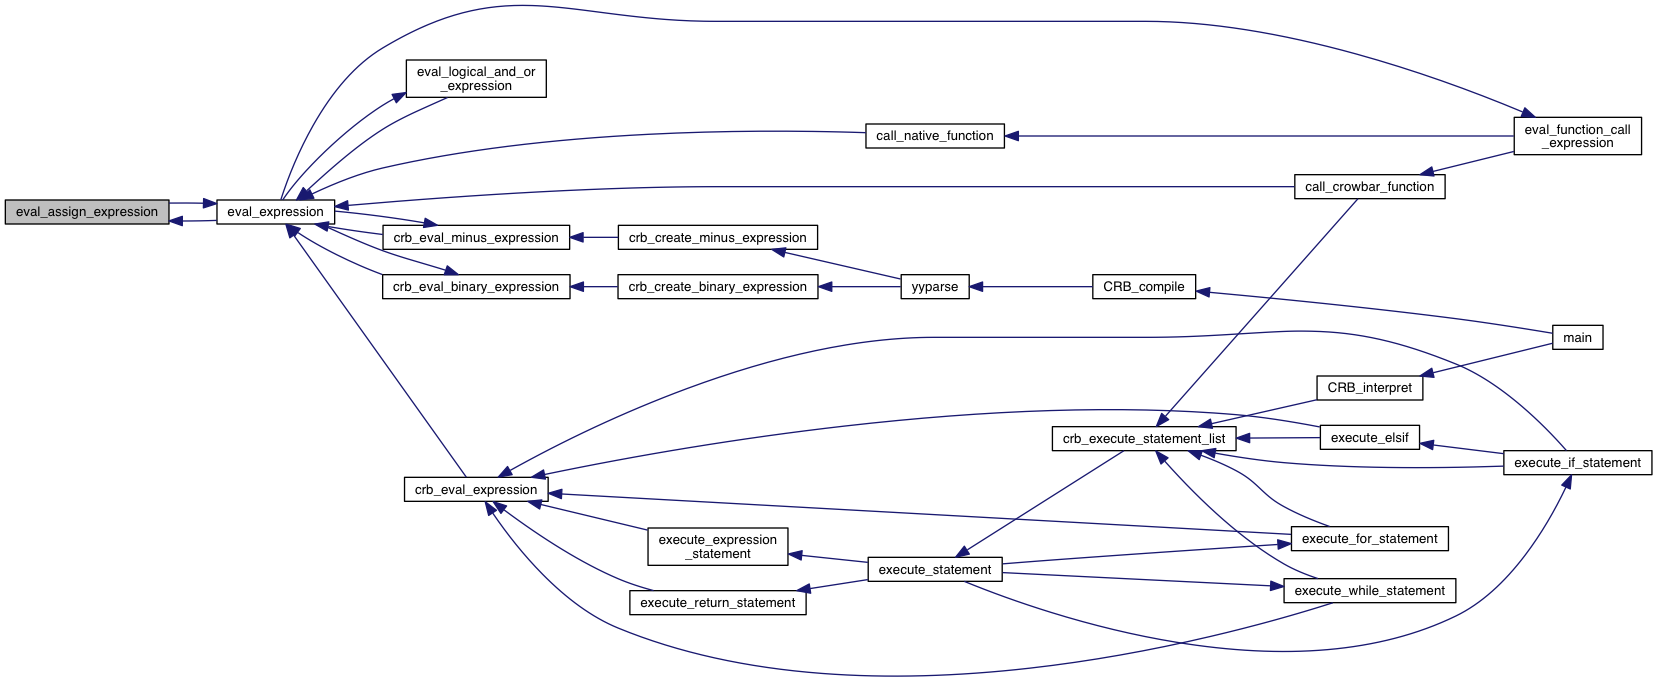 eval_logical_and_or
_expression
eval_function_call
_expression
call_native_function
call_crowbar_function
eval_assign_expression
eval_expression
crb_eval_minus_expression
crb_create_minus_expression
crb_eval_binary_expression
crb_create_binary_expression
yyparse
CRB_compile
main
CRB_interpret
crb_execute_statement_list
execute_elsif
execute_if_statement
crb_eval_expression
execute_expression
_statement
execute_for_statement
execute_statement
execute_while_statement
execute_return_statement